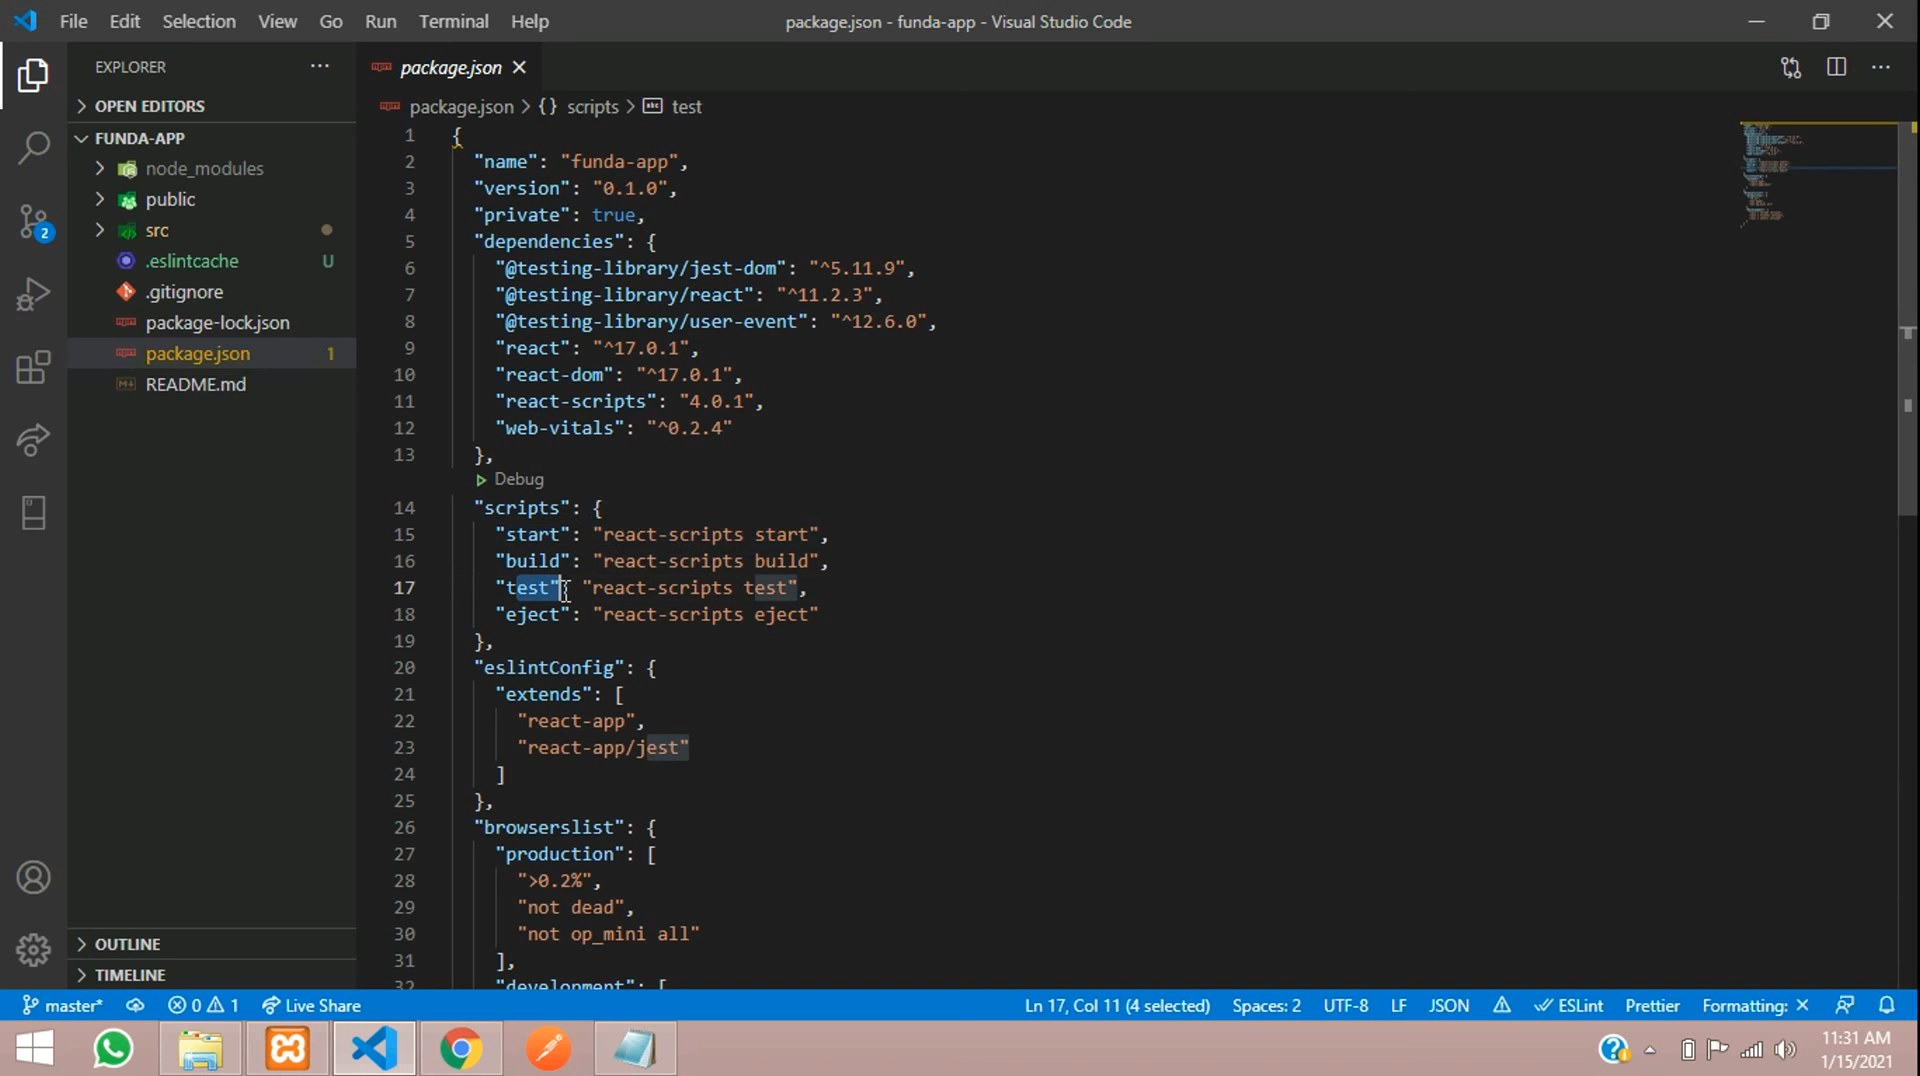 File Edit Selection View Go Run Terminal Help
package.json - funda-app - Visual Studio Code
EXPLORER
OPEN EDITORS
FUNDA-APP
node_modules
public
src
.eslintcache U
.gitignore
package-lock.json
package.json 1
README.md
OUTLINE
TIMELINE
2
package.json
package.json > {} scripts > abc test
1 {
2 "name": "funda-app",
3 "version": "0.1.0",
4 "private": true,
5 "dependencies": {
6 "@testing-library/jest-dom": "^5.11.9",
7 "@testing-library/react": "^11.2.3",
8 "@testing-library/user-event": "^12.6.0",
9 "react": "^17.0.1",
10 "react-dom": "^17.0.1",
11 "react-scripts": "4.0.1",
12 "web-vitals": "^0.2.4"
13 },
Debug
14 "scripts": {
15 "start": "react-scripts start",
16 "build": "react-scripts build",
17 "test": "react-scripts test",
18 "eject": "react-scripts eject"
19 },
20 "eslintConfig": {
21 "extends": [
22 "react-app",
23 "react-app/jest"
24 ]
25 },
26 "browserslist": {
27 "production": [
28 ">0.2%",
29 "not dead",
30 "not op_mini all"
31 ],
32 "development": [
master* 0 1 Live Share
Ln 17, Col 11 (4 selected) Spaces: 2 UTF-8 LF JSON ESLint Prettier Formatting: ×
11:31 AM
1/15/2021